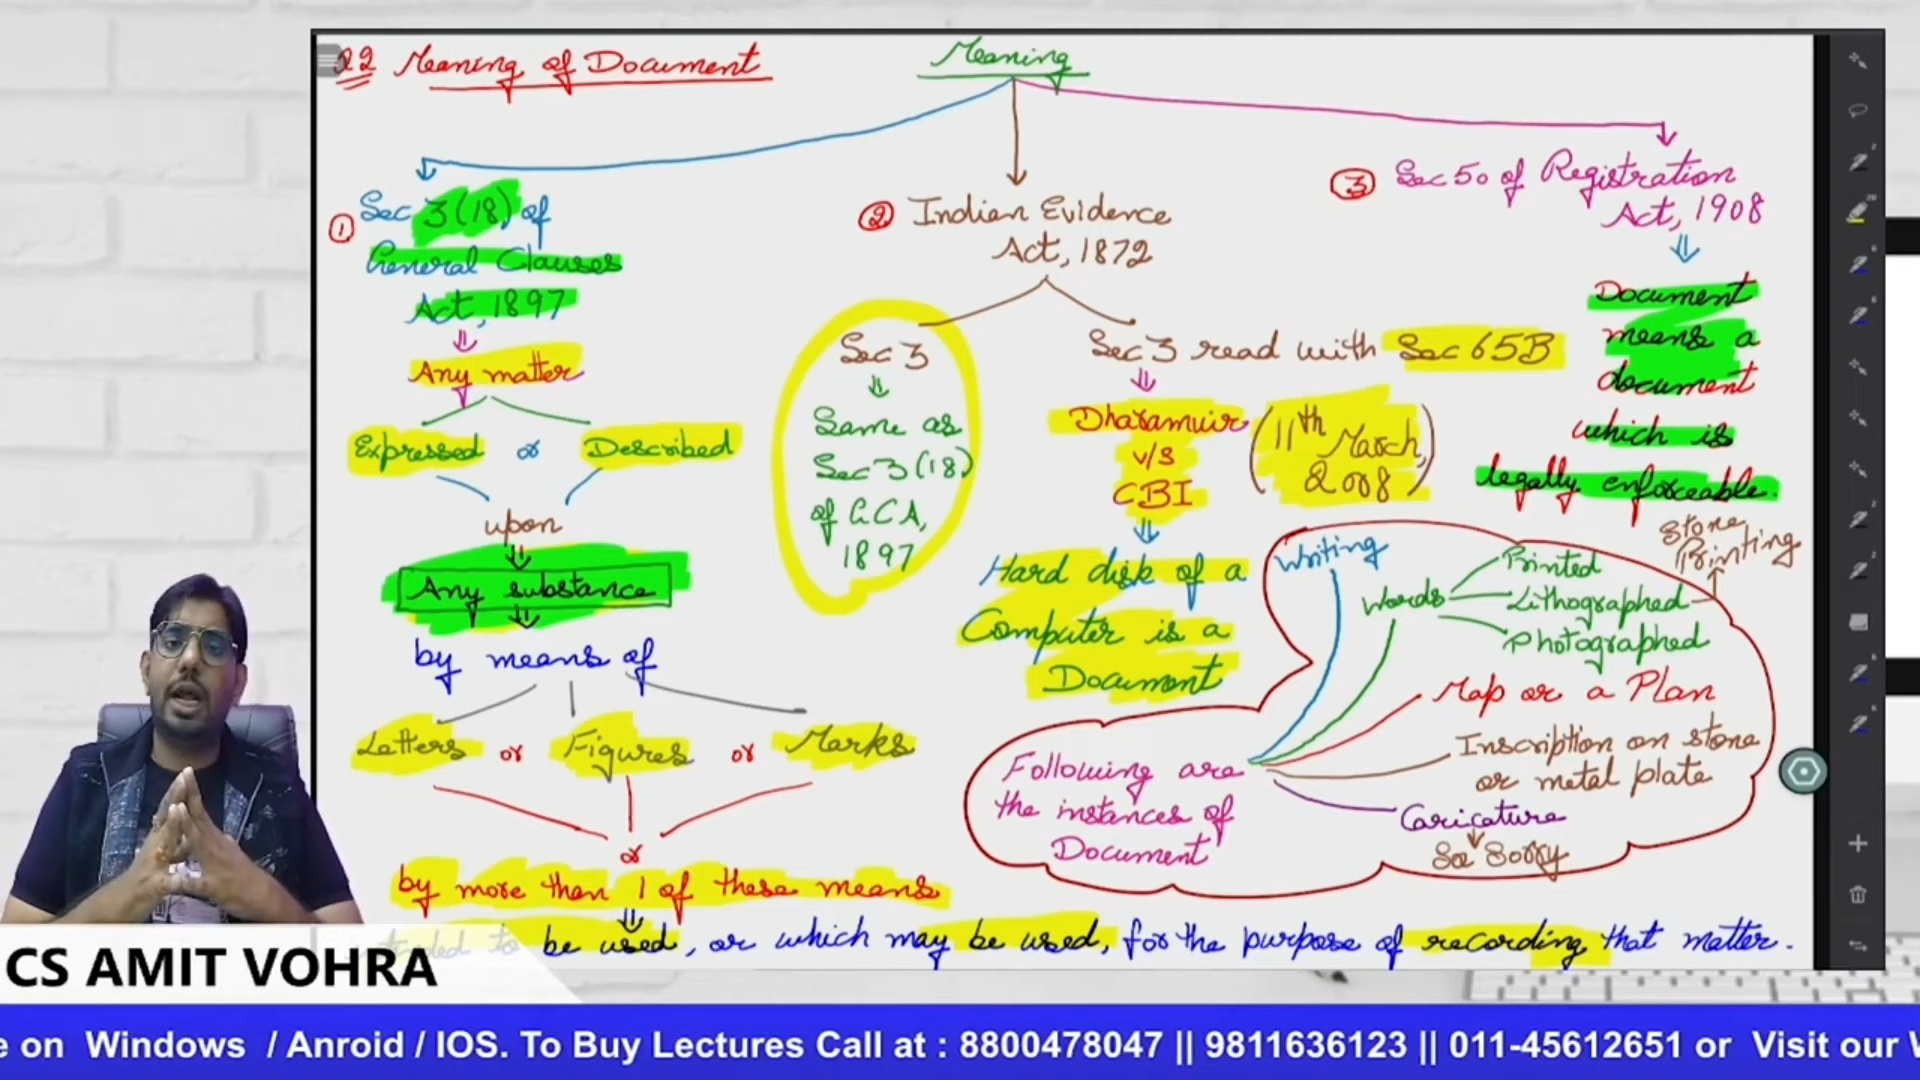 22 Meaning of Document
Meaning
① Sec 3(18) of
General Clauses
Act, 1897
Any matter
Expressed or Described
upon
Any substance
by means of
Letters or Figures or Marks
or
by more than 1 of these means
to be used, or which may be used, for the purpose of recording that matter.
② Indian Evidence
Act, 1872
Sec 3
Same as
Sec 3(18)
of GCA,
1897
Sec 3 read with Sec 65B
Dharamvir
v/s
CBI
(11th March,
2008)
Hard disk of a
Computer is a
Document
③ Sec 50 of Registration
Act, 1908
Document
means a
document
which is
legally enforceable.
Following are
the instances of
Document
Writing
Words
Printed
Lithographed
Stone
Printing
Photographed
Map or a Plan
Inscription on stone
or metal plate
Caricature
Sorry
CS AMIT VOHRA
e on Windows / Anroid / IOS. To Buy Lectures Call at : 8800478047 || 9811636123 || 011-45612651 or Visit our W